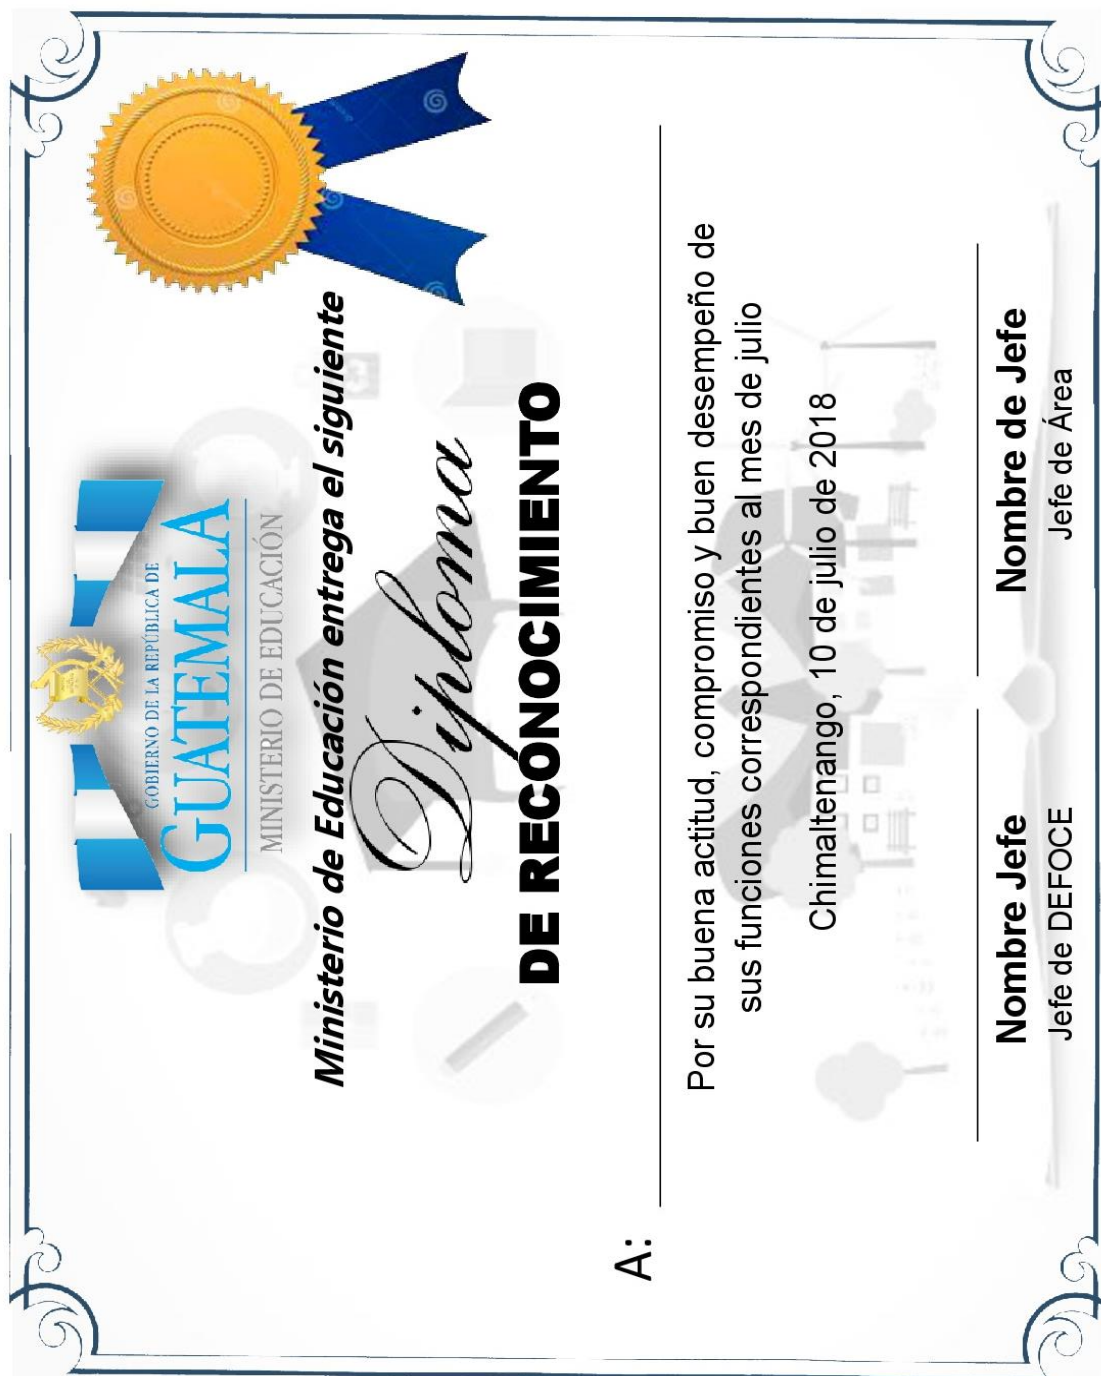 GOBIERNO DE LA REPÚBLICA DE
GUATEMALA
MINISTERIO DE EDUCACIÓN
Ministerio de Educación entrega el siguiente
Diploma
DE RECONOCIMIENTO
A:
Por su buena actitud, compromiso y buen desempeño de
sus funciones correspondientes al mes de julio
Chimaltenango, 10 de julio de 2018
Nombre Jefe
Jefe de DEFOCE
Nombre de Jefe
Jefe de Área